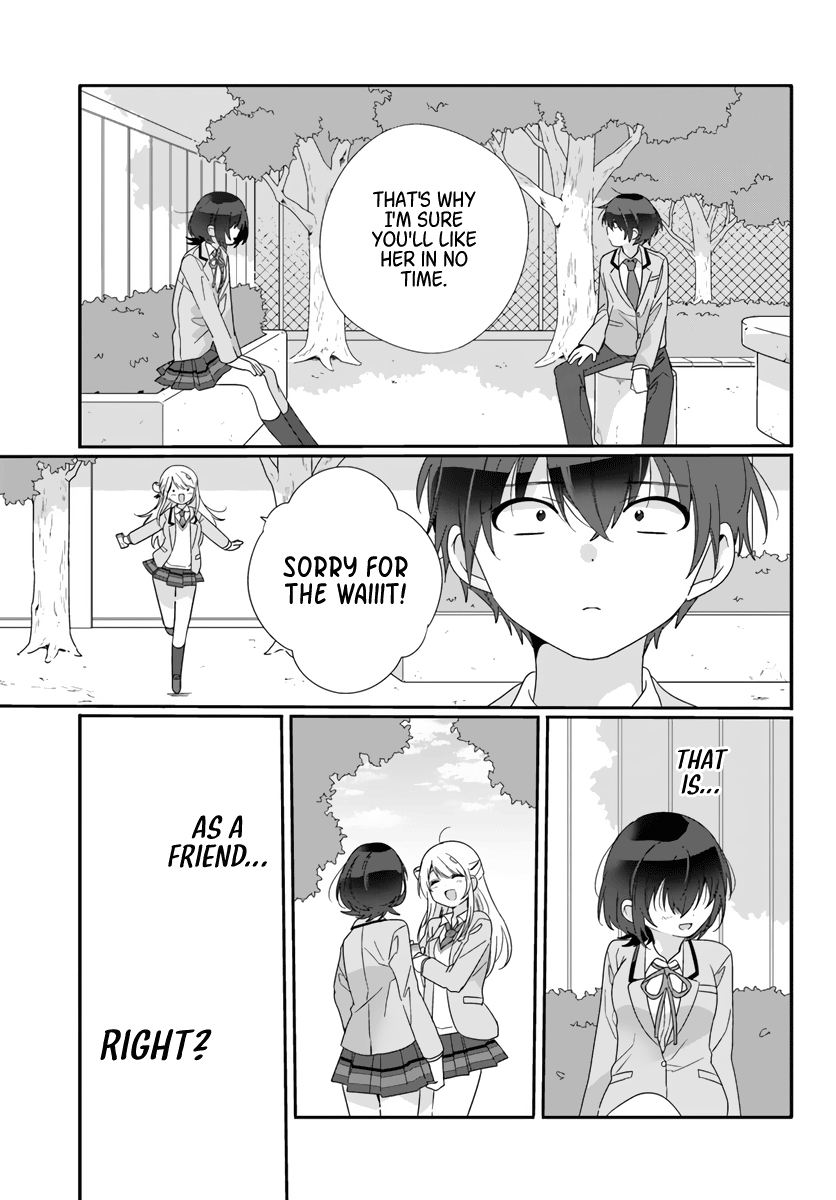 THAT'S WHY
I'M SURE
YOU'LL LIKE
HER IN NO
TIME.
SORRY FOR
THE WAIIIT!
THAT
IS...
AS A
FRIEND...
RIGHT?